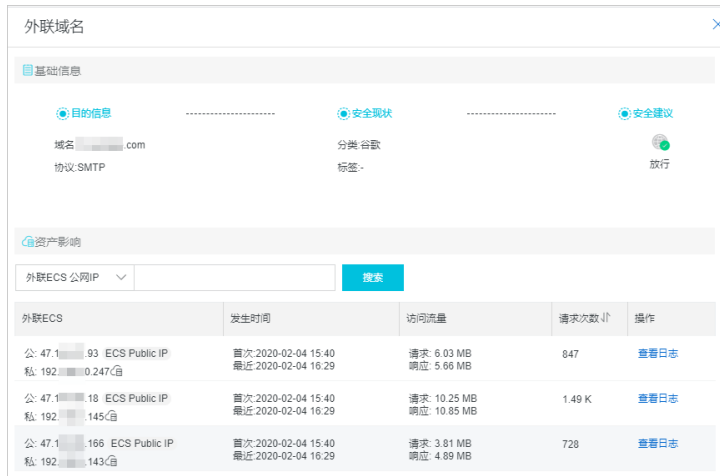 外联域名
基础信息
目的信息 安全现状 安全建议
域名 .com 分类:谷歌
协议:SMTP 标签:- 放行
资产影响
外联ECS 公网IP 搜索
外联ECS 发生时间 访问流量 请求次数 操作
公: 47.1 .93 ECS Public IP 首次:2020-02-04 15:40 请求: 6.03 MB 847 查看日志
私: 192. 0.247 最近:2020-02-04 16:29 响应: 5.66 MB
公: 47.1 .18 ECS Public IP 首次:2020-02-04 15:40 请求: 10.25 MB 1.49 K 查看日志
私: 192. .145 最近:2020-02-04 16:29 响应: 10.85 MB
公: 47.1 .166 ECS Public IP 首次:2020-02-04 15:40 请求: 3.81 MB 728 查看日志
私: 192. .143 最近:2020-02-04 16:29 响应: 4.89 MB